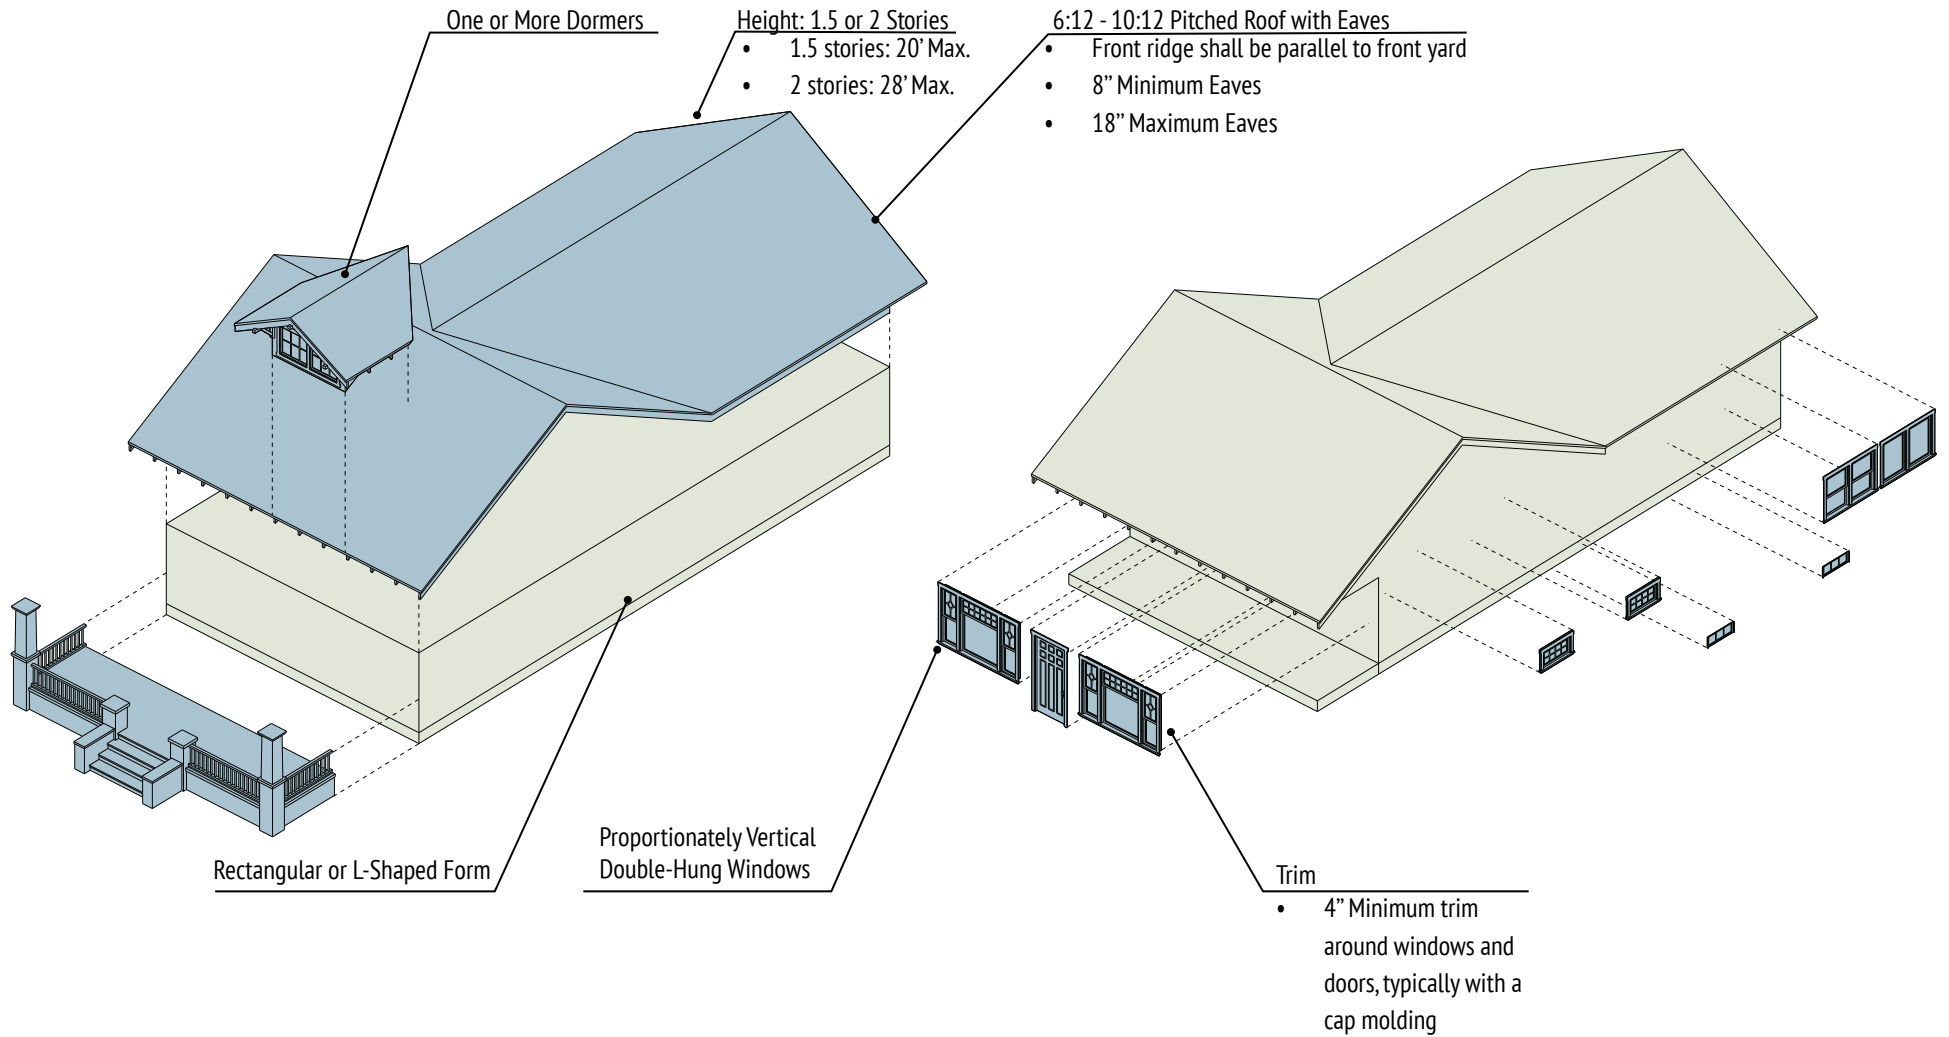 One or More Dormers
Height: 1.5 or 2 Stories
• 1.5 stories: 20’ Max.
• 2 stories: 28’ Max.
6:12 - 10:12 Pitched Roof with Eaves
• Front ridge shall be parallel to front yard
• 8” Minimum Eaves
• 18” Maximum Eaves
Rectangular or L-Shaped Form
Proportionately Vertical
Double-Hung Windows
Trim
• 4” Minimum trim
around windows and
doors, typically with a
cap molding